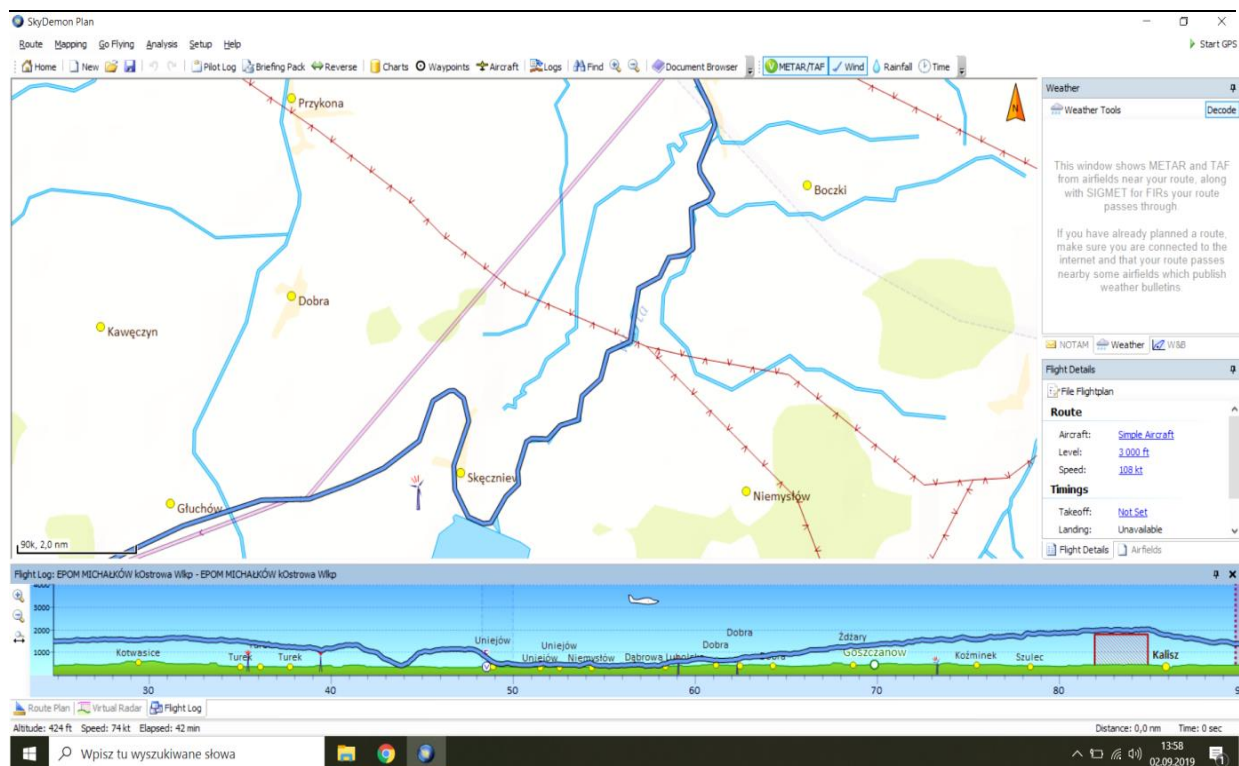 SkyDemon Plan
Route Mapping Go Flying Analysis Setup Help
Start GPS
Home New Pilot Log Briefing Pack Reverse Charts Waypoints Aircraft Logs Find Document Browser METAR/TAF Wind Rainfall Time
Przykona
Boczki
Dobra
Kawęczyn
Skęczniew
Głuchów
Niemysłów
N
90k, 2,0 nm
Weather
Weather Tools Decode
This window shows METAR and TAF
from airfields near your route, along
with SIGMET for FIRs your route
passes through.
If you have already planned a route,
make sure you are connected to the
internet and that your route passes
nearby some airfields which publish
weather bulletins.
NOTAM Weather W&B
Flight Details
File Flightplan
Route
Aircraft: Simple Aircraft
Level: 3 000 ft
Speed: 108 kt
Timings
Takeoff: Not Set
Landing: Unavailable
Flight Details Airfields
Flight Log: EPOM MICHAŁKÓW kOstrowa Wlkp - EPOM MICHAŁKÓW kOstrowa Wlkp
4000
3000
2000
1000
Kotwasice
Turek
Turek
Uniejów
Uniejów
Uniejów
Niemysłów
Dąbrowa
Dobra
Dobra
Żdżary
Goszczanów
Koźminek
Szulec
Kalisz
30 40 50 60 70 80 9
Route Plan Virtual Radar Flight Log
Altitude: 424 ft Speed: 74 kt Elapsed: 42 min
Distance: 0,0 nm Time: 0 sec
Wpisz tu wyszukiwane słowa
13:58
02.09.2019